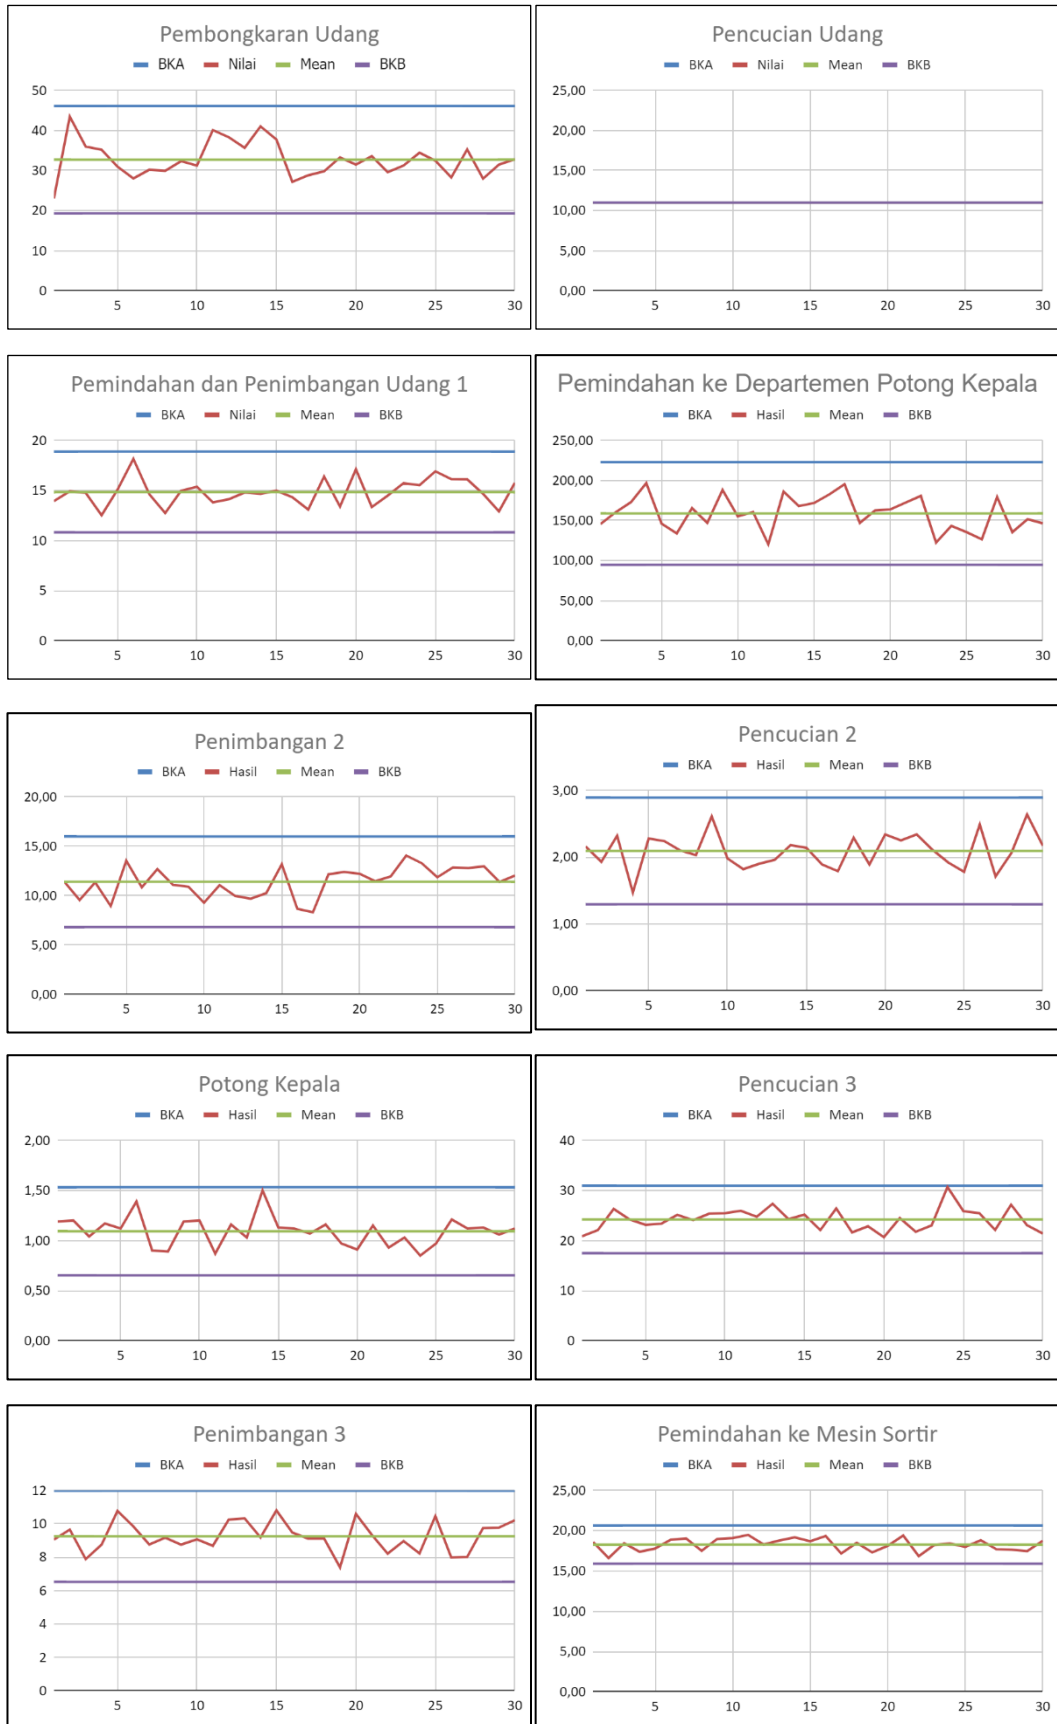 Pembongkaran Udang
BKA Nilai Mean BKB
50
40
30
20
10
0
5 10 15 20 25 30
Pencucian Udang
BKA Nilai Mean BKB
25,00
20,00
15,00
10,00
5,00
0,00
5 10 15 20 25 30
Pemindahan dan Penimbangan Udang 1
BKA Nilai Mean BKB
20
15
10
5
0
5 10 15 20 25 30
Pemindahan ke Departemen Potong Kepala
BKA Hasil Mean BKB
250,00
200,00
150,00
100,00
50,00
0,00
5 10 15 20 25 30
Penimbangan 2
BKA Hasil Mean BKB
20,00
15,00
10,00
5,00
0,00
5 10 15 20 25 30
Pencucian 2
BKA Hasil Mean BKB
3,00
2,00
1,00
0,00
5 10 15 20 25 30
Potong Kepala
BKA Hasil Mean BKB
2,00
1,50
1,00
0,50
0,00
5 10 15 20 25 30
Pencucian 3
BKA Hasil Mean BKB
40
30
20
10
0
5 10 15 20 25 30
Penimbangan 3
BKA Hasil Mean BKB
12
10
8
6
4
2
0
5 10 15 20 25 30
Pemindahan ke Mesin Sortir
BKA Hasil Mean BKB
25,00
20,00
15,00
10,00
5,00
0,00
5 10 15 20 25 30